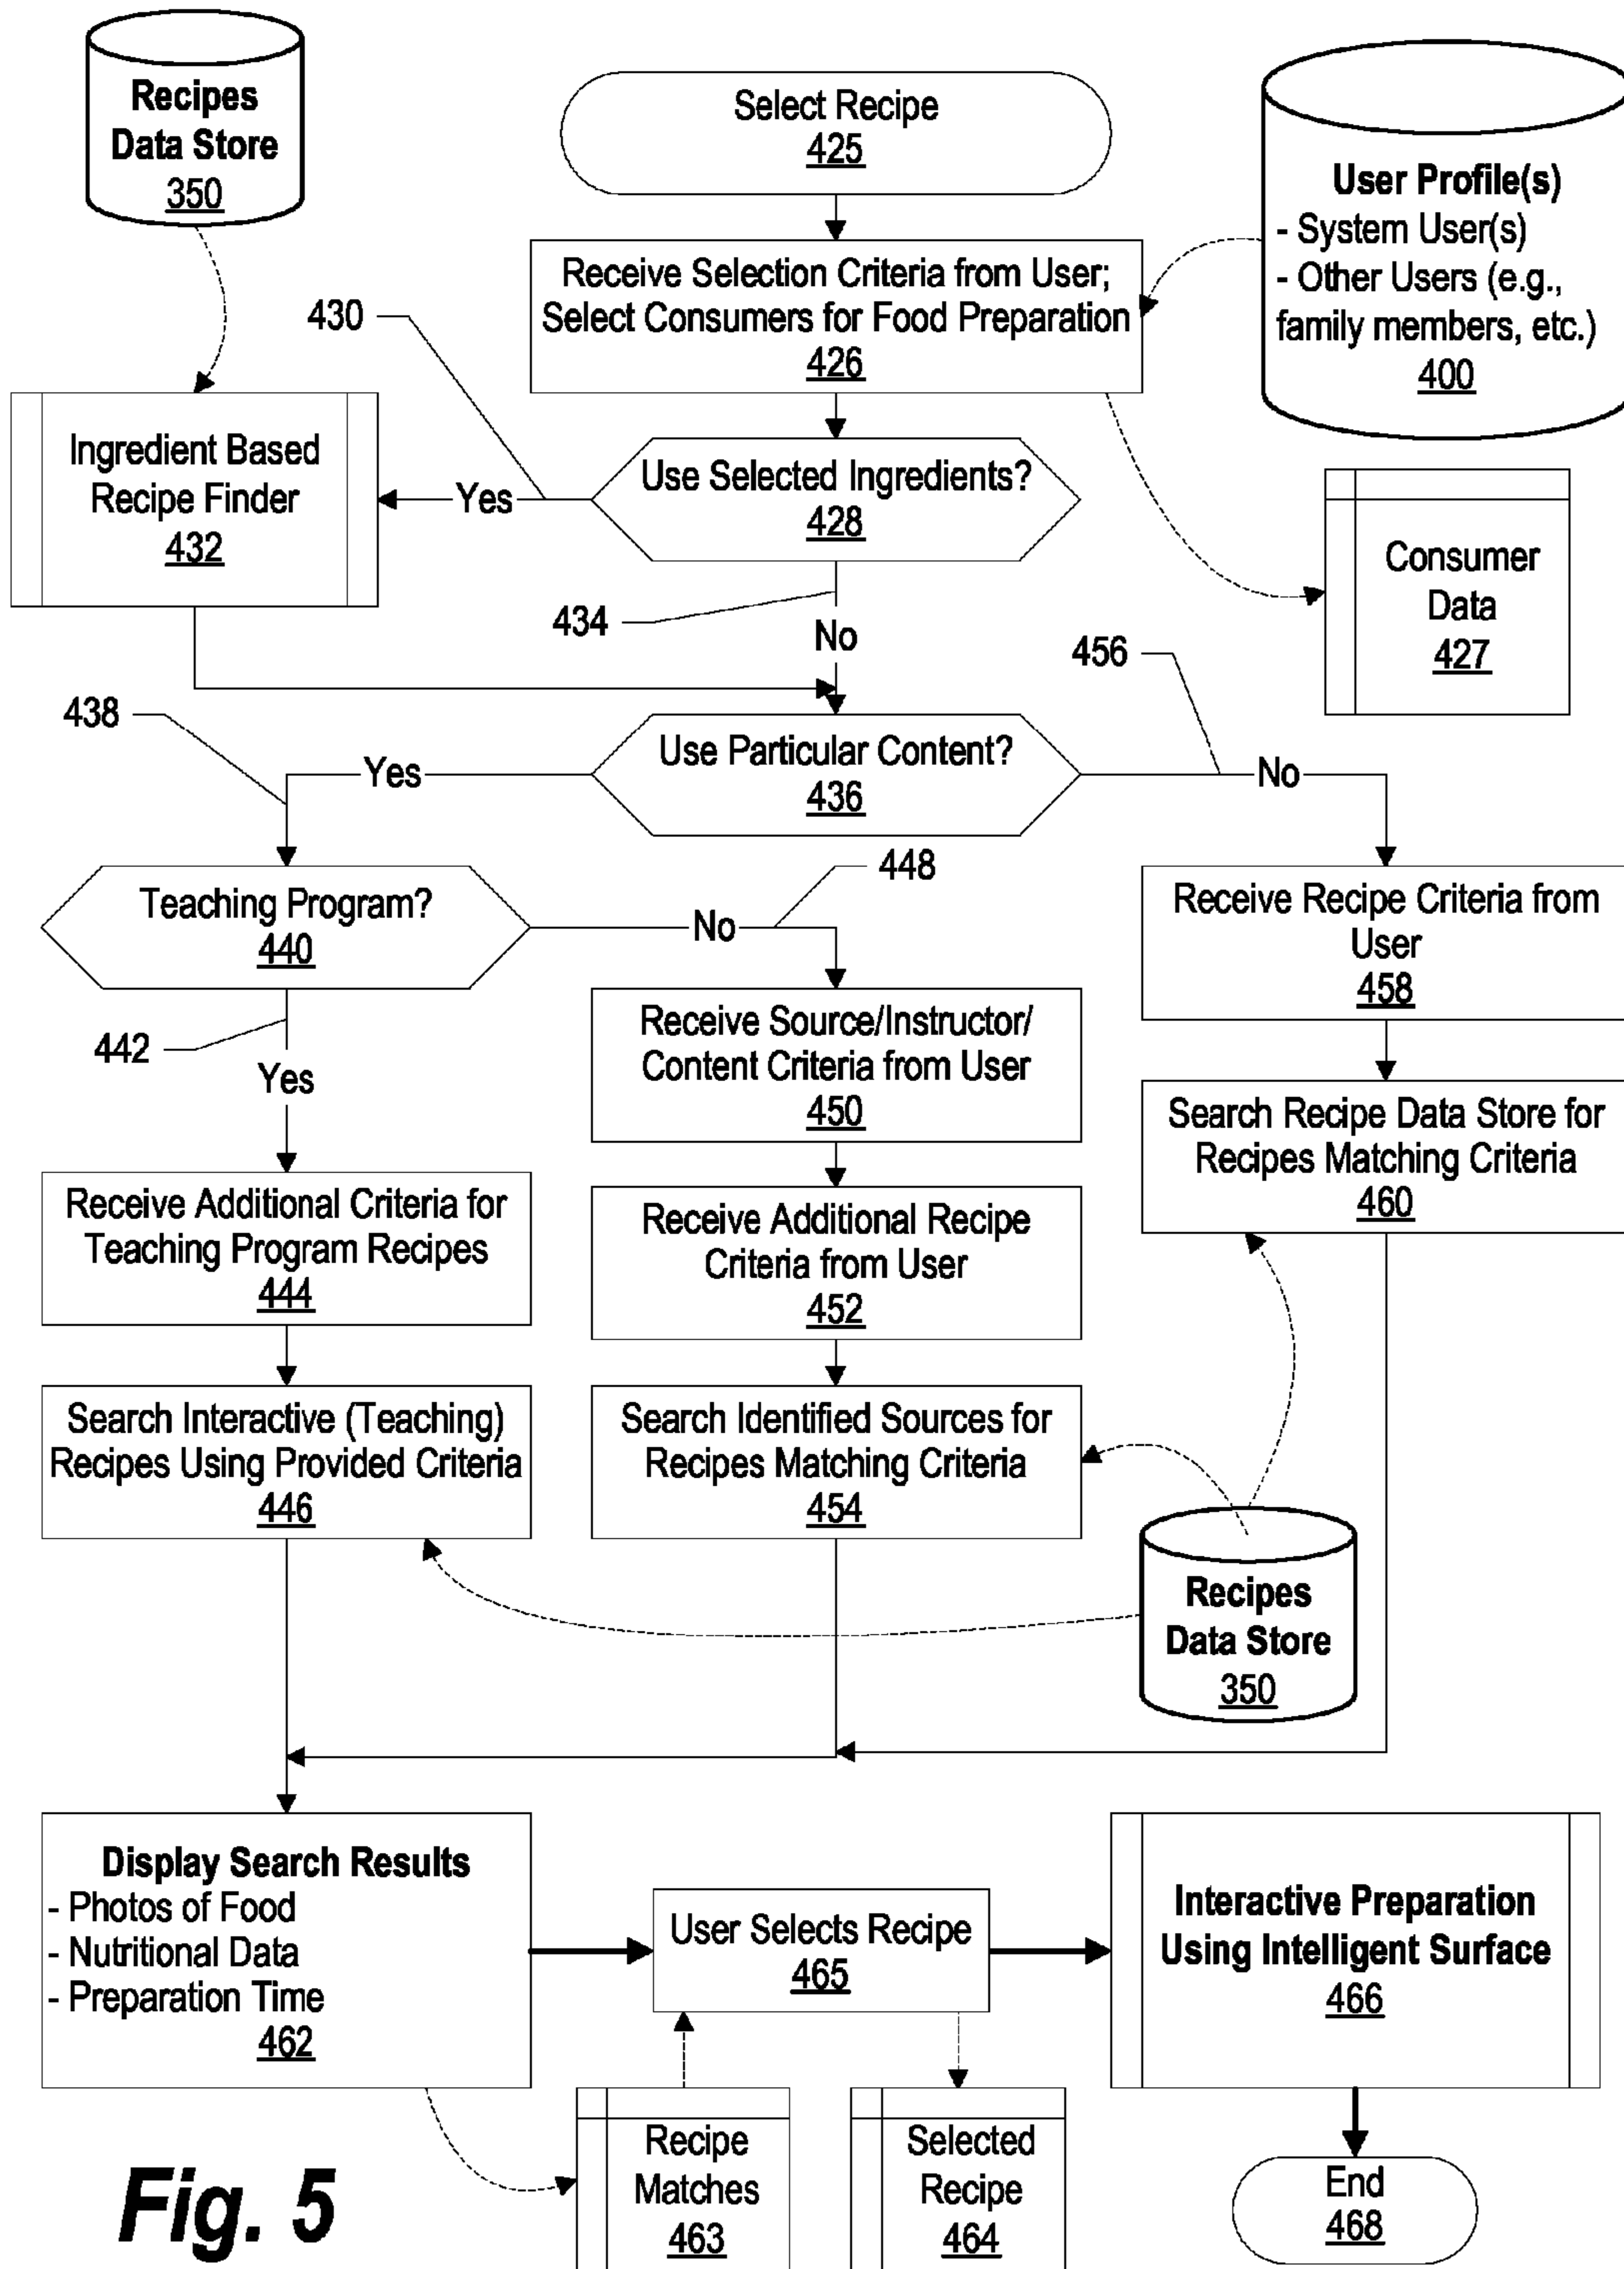 Recipes
Data Store
350
Select Recipe
425
User Profile(s)
- System User(s)
- Other Users (e.g.,
family members, etc.)
400
Receive Selection Criteria from User;
Select Consumers for Food Preparation
426
430
Ingredient Based
Recipe Finder
432
Yes
Use Selected Ingredients?
428
Consumer
Data
427
434
No
456
438
Yes
Use Particular Content?
436
No
448
Teaching Program?
440
No
Receive Recipe Criteria from
User
458
442
Yes
Receive Source/Instructor/
Content Criteria from User
450
Search Recipe Data Store for
Recipes Matching Criteria
460
Receive Additional Criteria for
Teaching Program Recipes
444
Receive Additional Recipe
Criteria from User
452
Search Interactive (Teaching)
Recipes Using Provided Criteria
446
Search Identified Sources for
Recipes Matching Criteria
454
Recipes
Data Store
350
Display Search Results
- Photos of Food
- Nutritional Data
- Preparation Time
462
User Selects Recipe
465
Interactive Preparation
Using Intelligent Surface
466
Recipe
Matches
463
Selected
Recipe
464
End
468
Fig. 5